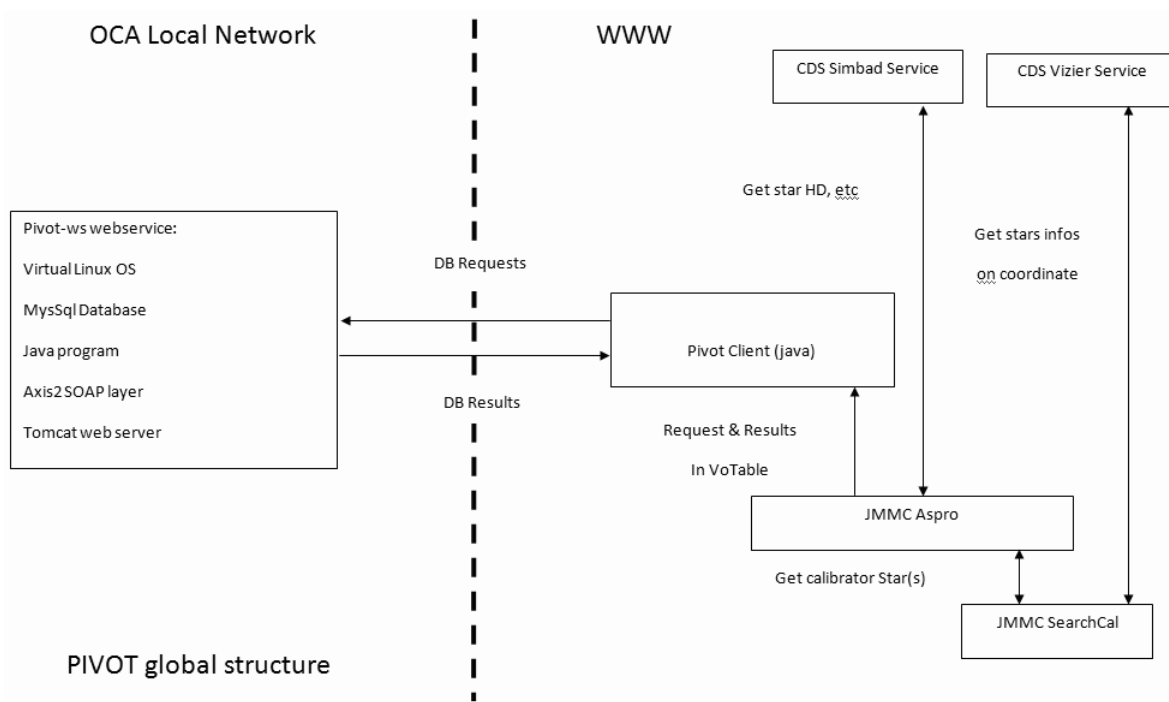 OCA Local Network
WWW
CDS Simbad Service
CDS Vizier Service
Get star HD, etc
Get stars infos
on coordinate
Pivot-ws webservice:
Virtual Linux OS
MysSql Database
Java program
Axis2 SOAP layer
Tomcat web server
DB Requests
Pivot Client (java)
DB Results
Request & Results
In VoTable
JMMC Aspro
Get calibrator Star(s)
JMMC SearchCal
PIVOT global structure